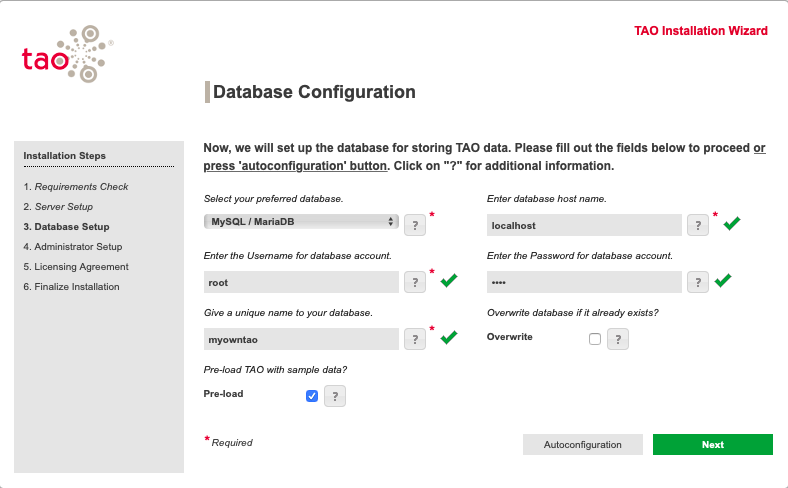 TAO Installation Wizard
tao®
Database Configuration
Installation Steps
1. Requirements Check
2. Server Setup
3. Database Setup
4. Administrator Setup
5. Licensing Agreement
6. Finalize Installation
Now, we will set up the database for storing TAO data. Please fill out the fields below to proceed or
press 'autoconfiguration' button. Click on "?" for additional information.
Select your preferred database.
MySQL / MariaDB
? *
Enter database host name.
localhost
? *
Enter the Username for database account.
root
? *
Enter the Password for database account.
••••
?
Give a unique name to your database.
myowntao
? *
Overwrite database if it already exists?
Overwrite
?
Pre-load TAO with sample data?
Pre-load
?
* Required
Autoconfiguration
Next